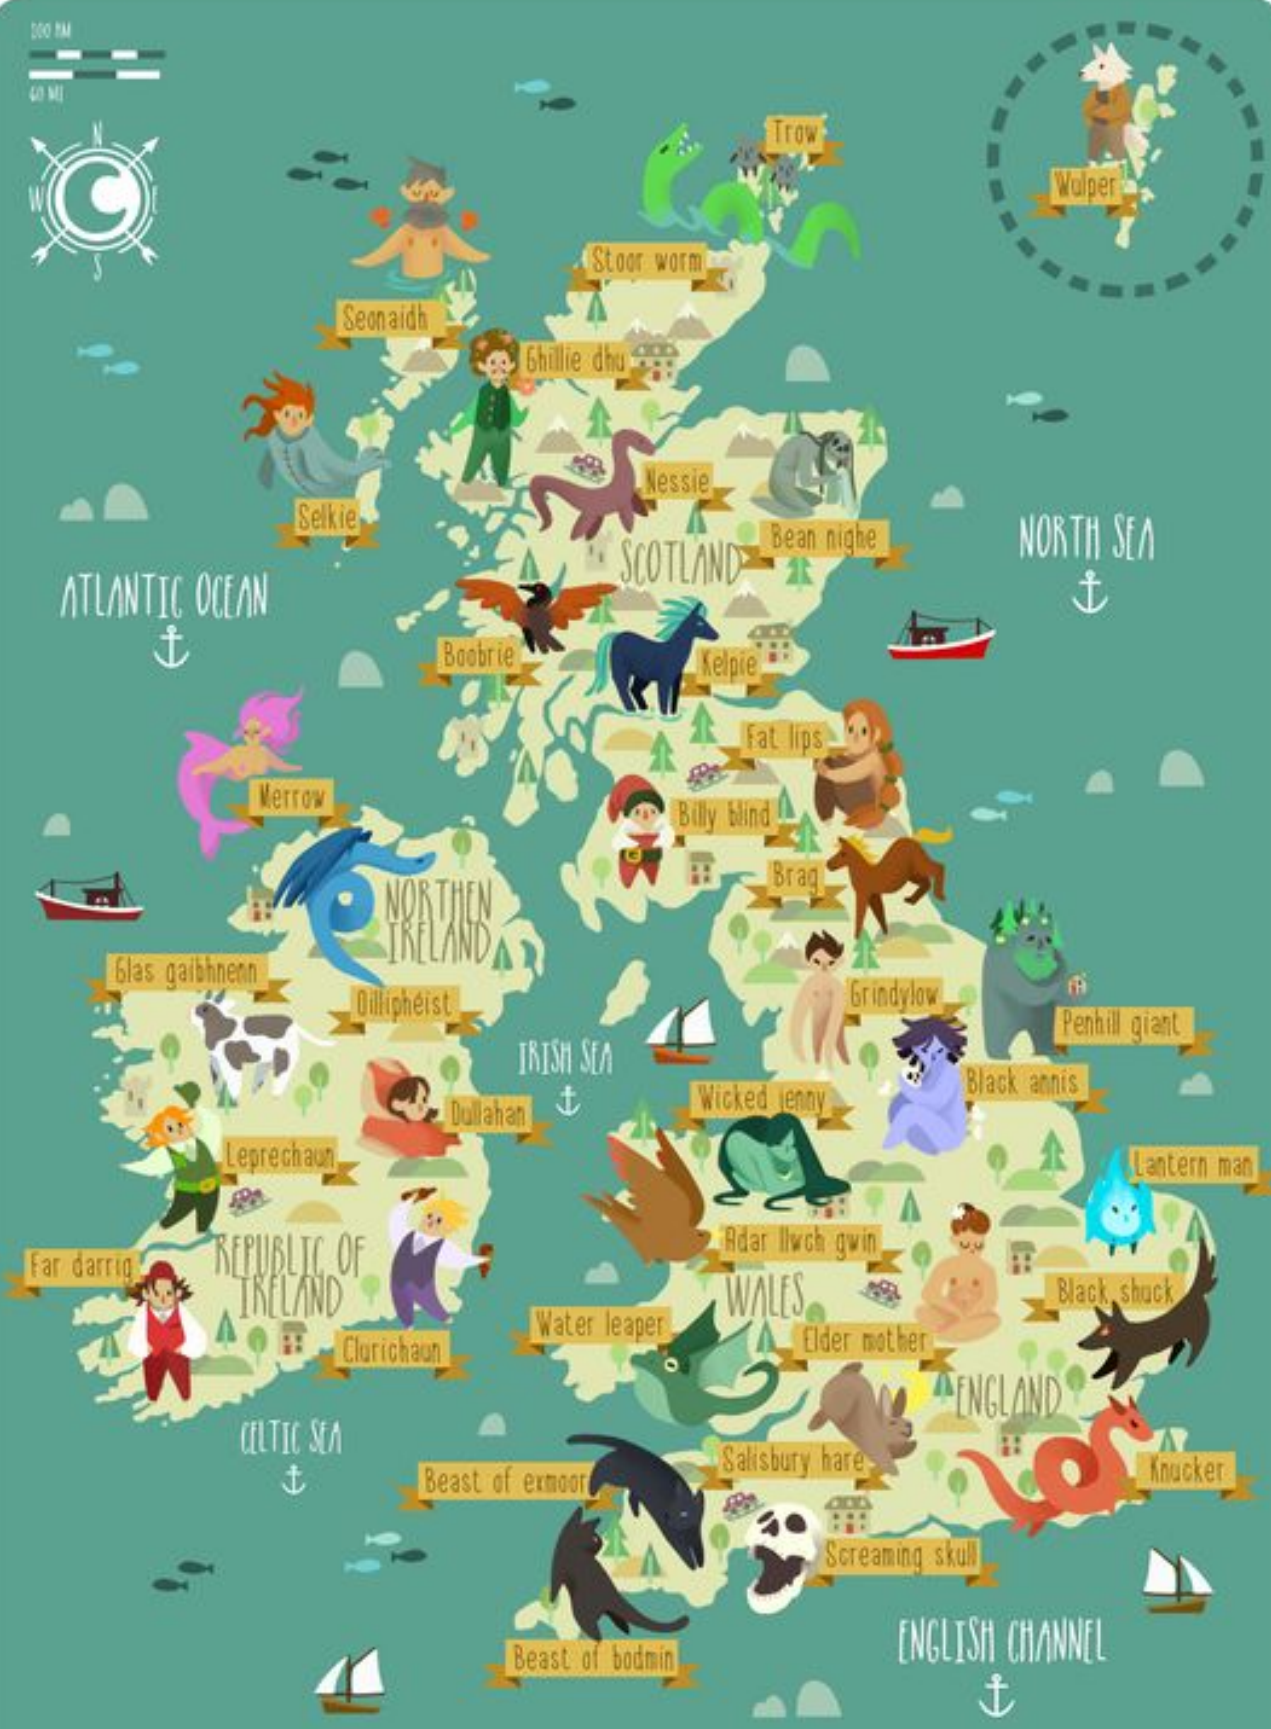 100 KM
60 MI
N
W
E
S
Trow
Wulper
Stoor worm
Seonaidh
Ghillie dhu
Nessie
Selkie
Bean nighe
NORTH SEA
SCOTLAND
ATLANTIC OCEAN
Boobrie
Kelpie
Fat lips
Merrow
Billy blind
Brag
NORTHEN
IRELAND
Glas gaibhnenn
Oilliphéist
Grindylow
Penhill giant
IRISH SEA
Black annis
Wicked jenny
Dullahan
Leprechaun
Lantern man
Adar llwch gwin
REPUBLIC OF
IRELAND
Far darrig
WALES
Black shuck
Water leaper
Elder mother
Clurichaun
ENGLAND
CELTIC SEA
Salisbury hare
Beast of exmoor
Knucker
Screaming skull
ENGLISH CHANNEL
Beast of bodmin